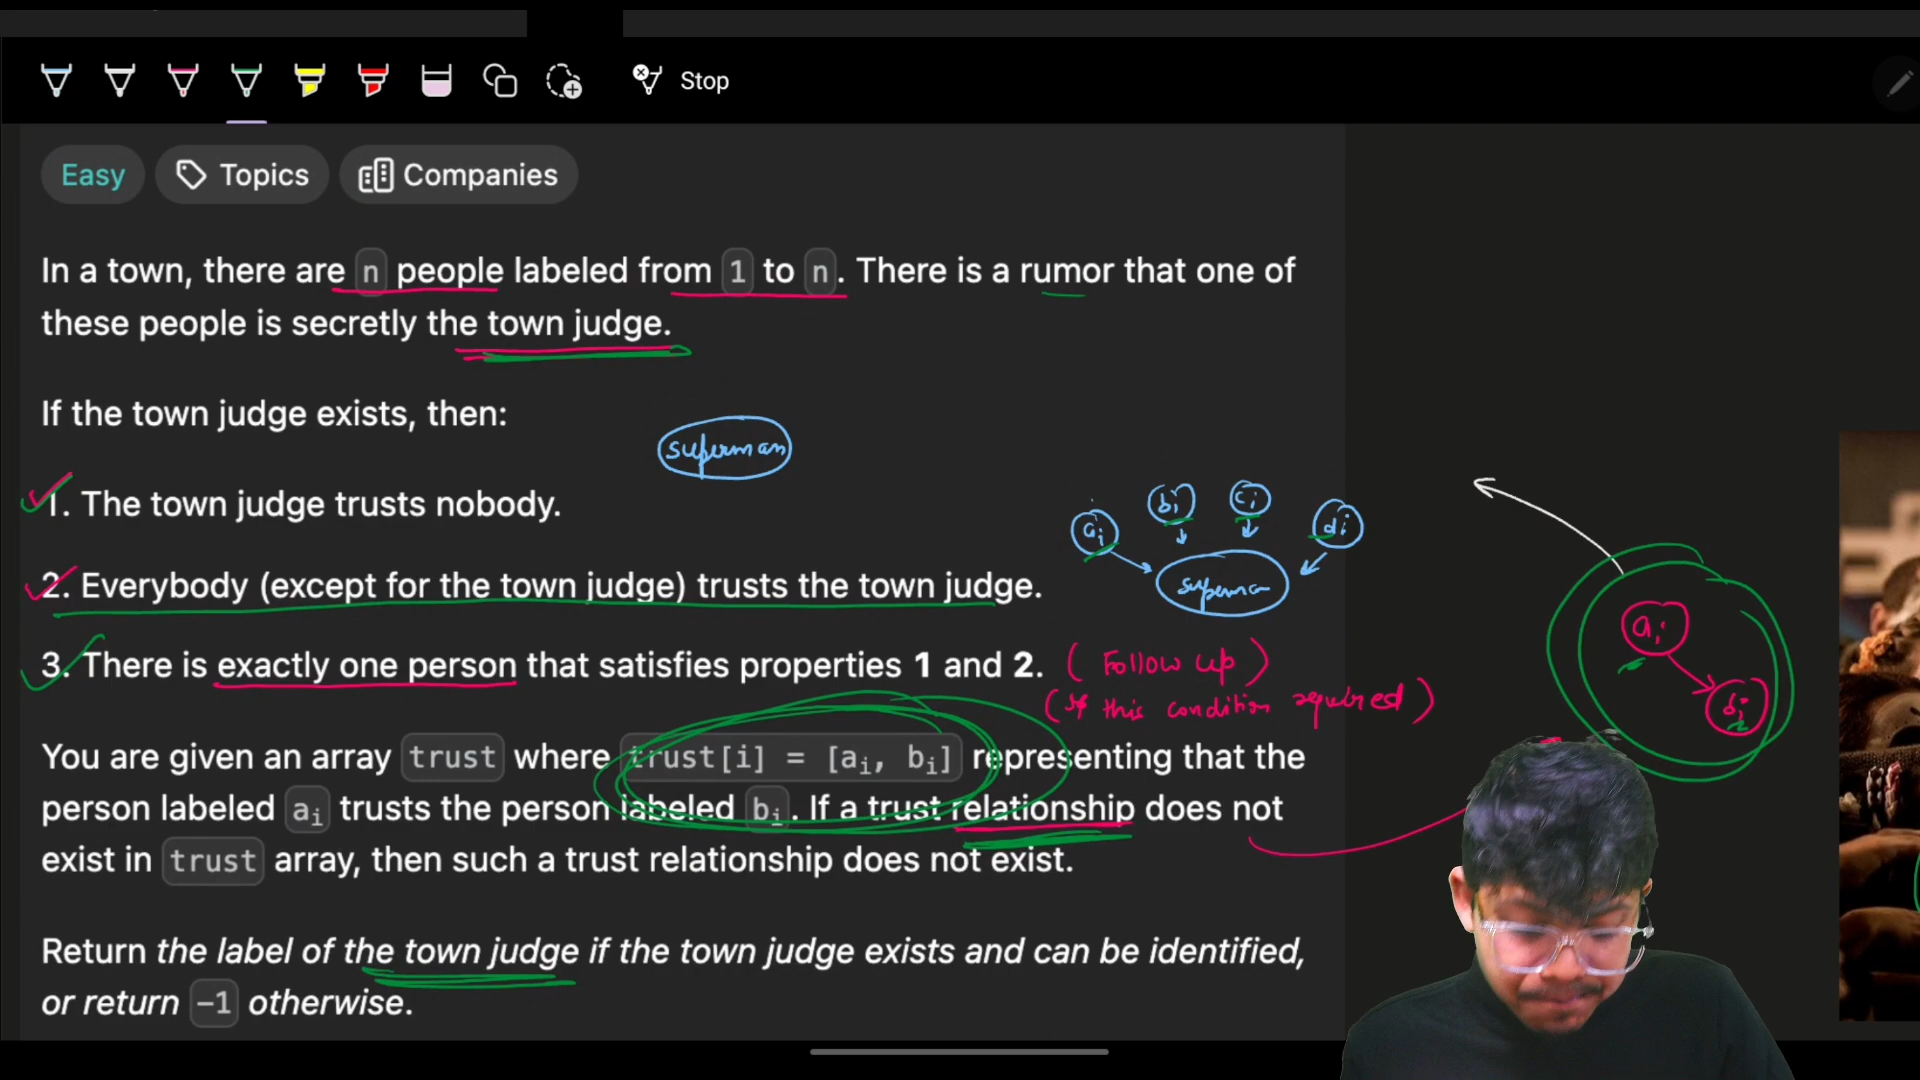 Stop
Easy
Topics
Companies
In a town, there are n people labeled from 1 to n. There is a rumor that one of
these people is secretly the town judge.
If the town judge exists, then:
superman
1. The town judge trusts nobody.
ai
bi
ci
di
2. Everybody (except for the town judge) trusts the town judge.
superman
ai
bi
3. There is exactly one person that satisfies properties 1 and 2.
( Follow up )
( If this condition required )
You are given an array trust where trust[i] = [ai, bi] representing that the
person labeled ai trusts the person labeled bi. If a trust relationship does not
exist in trust array, then such a trust relationship does not exist.
Return the label of the town judge if the town judge exists and can be identified,
or return -1 otherwise.